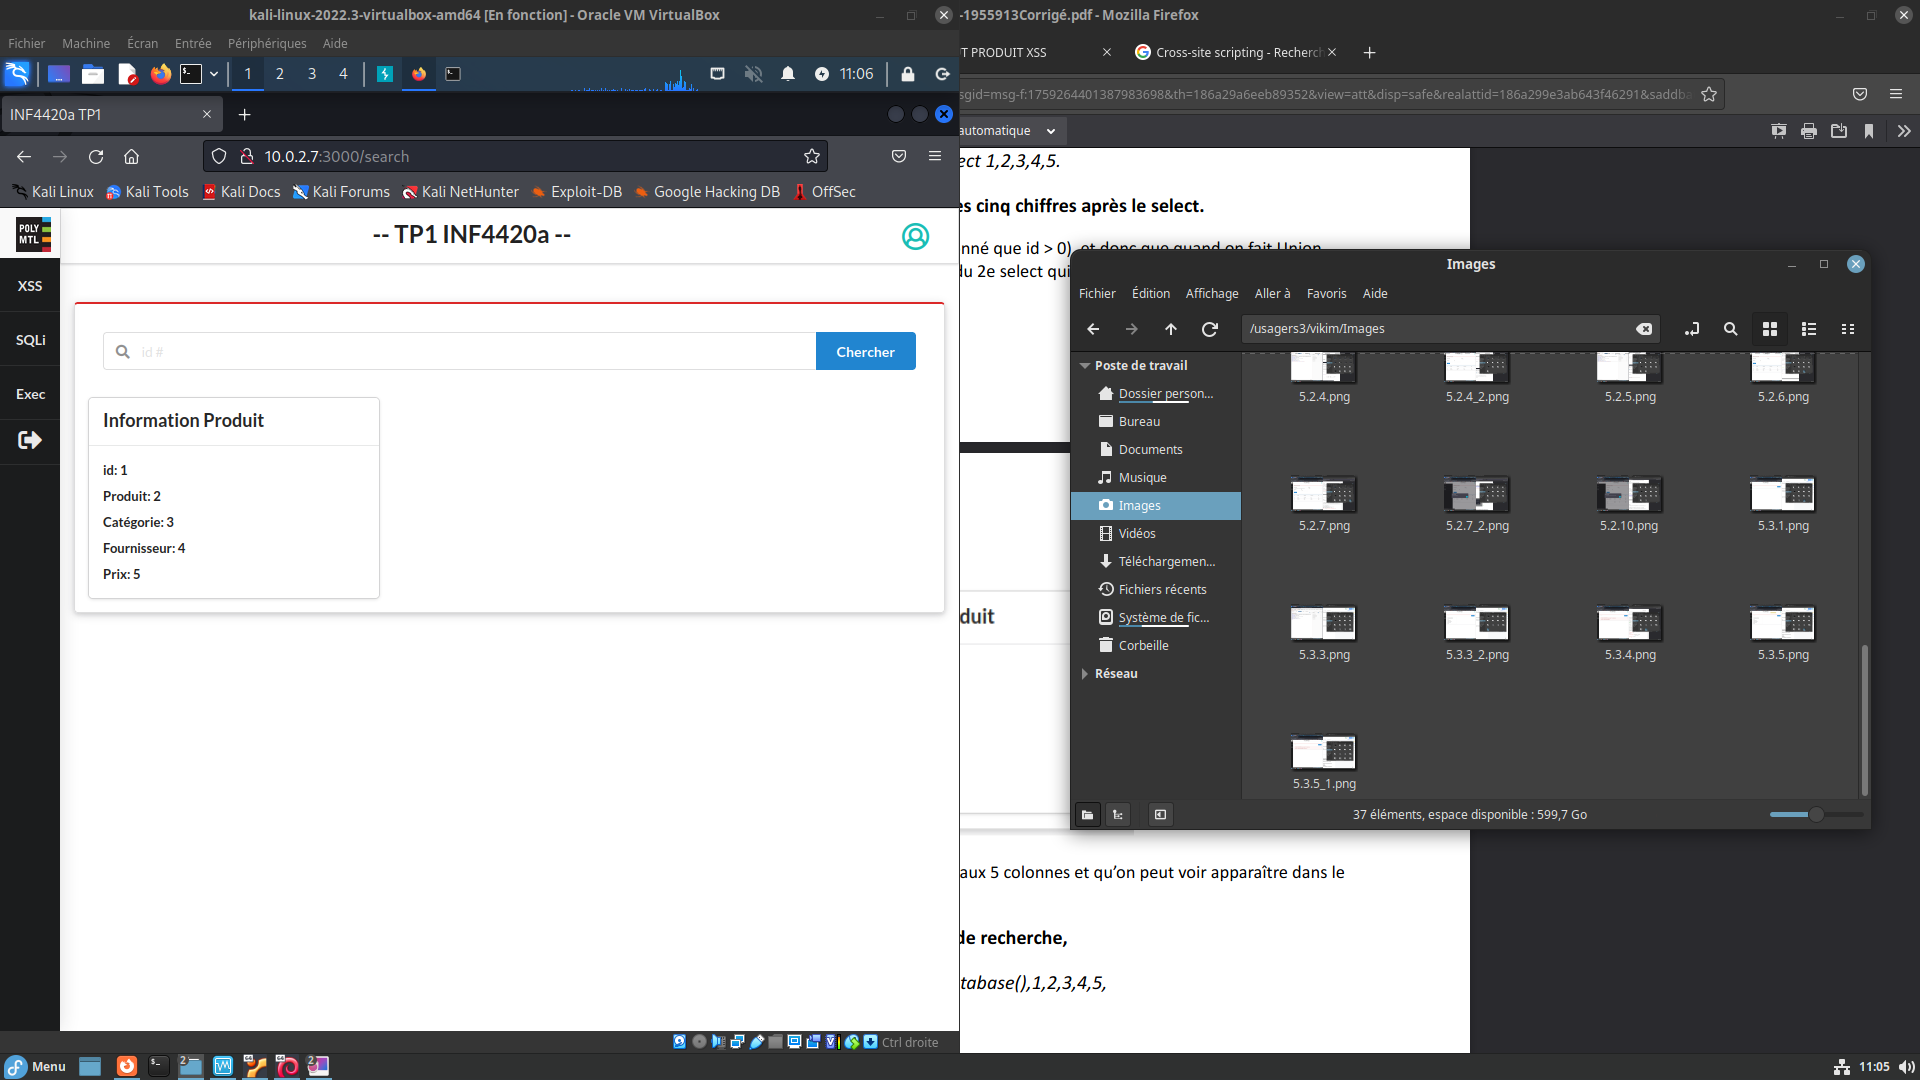 kali-linux-2022.3-virtualbox-amd64 [En fonction] - Oracle VM VirtualBox
Fichier Machine Écran Entrée Périphériques Aide
1 2 3 4 11:06
INF4420a TP1
10.0.2.7:3000/search
Kali Linux Kali Tools Kali Docs Kali Forums Kali NetHunter Exploit-DB Google Hacking DB OffSec
POLY
MTL
-- TP1 INF4420a --
XSS
SQLi
Exec
id #
Chercher
Information Produit
id: 1
Produit: 2
Catégorie: 3
Fournisseur: 4
Prix: 5
Ctrl droite
-1955913Corrigé.pdf - Mozilla Firefox
T PRODUIT XSS
Cross-site scripting - Recherch
sgid=msg-f:1759264401387983698&th=186a29a6eeb89352&view=att&disp=safe&realattid=186a299e3ab643f46291&saddba
automatique
ect 1,2,3,4,5.
es cinq chiffres après le select.
nné que id > 0), et donc que quand on fait Union
du 2e select qui
duit
aux 5 colonnes et qu’on peut voir apparaître dans le
de recherche,
tabase(),1,2,3,4,5,
Images
Fichier Édition Affichage Aller à Favoris Aide
/usagers3/vikim/Images
Poste de travail
Dossier person...
Bureau
Documents
Musique
Images
Vidéos
Téléchargemen...
Fichiers récents
Système de fic...
Corbeille
Réseau
5.2.4.png 5.2.4_2.png 5.2.5.png 5.2.6.png
5.2.7.png 5.2.7_2.png 5.2.10.png 5.3.1.png
5.3.3.png 5.3.3_2.png 5.3.4.png 5.3.5.png
5.3.5_1.png
37 éléments, espace disponible : 599,7 Go
Menu
2
2
11:05